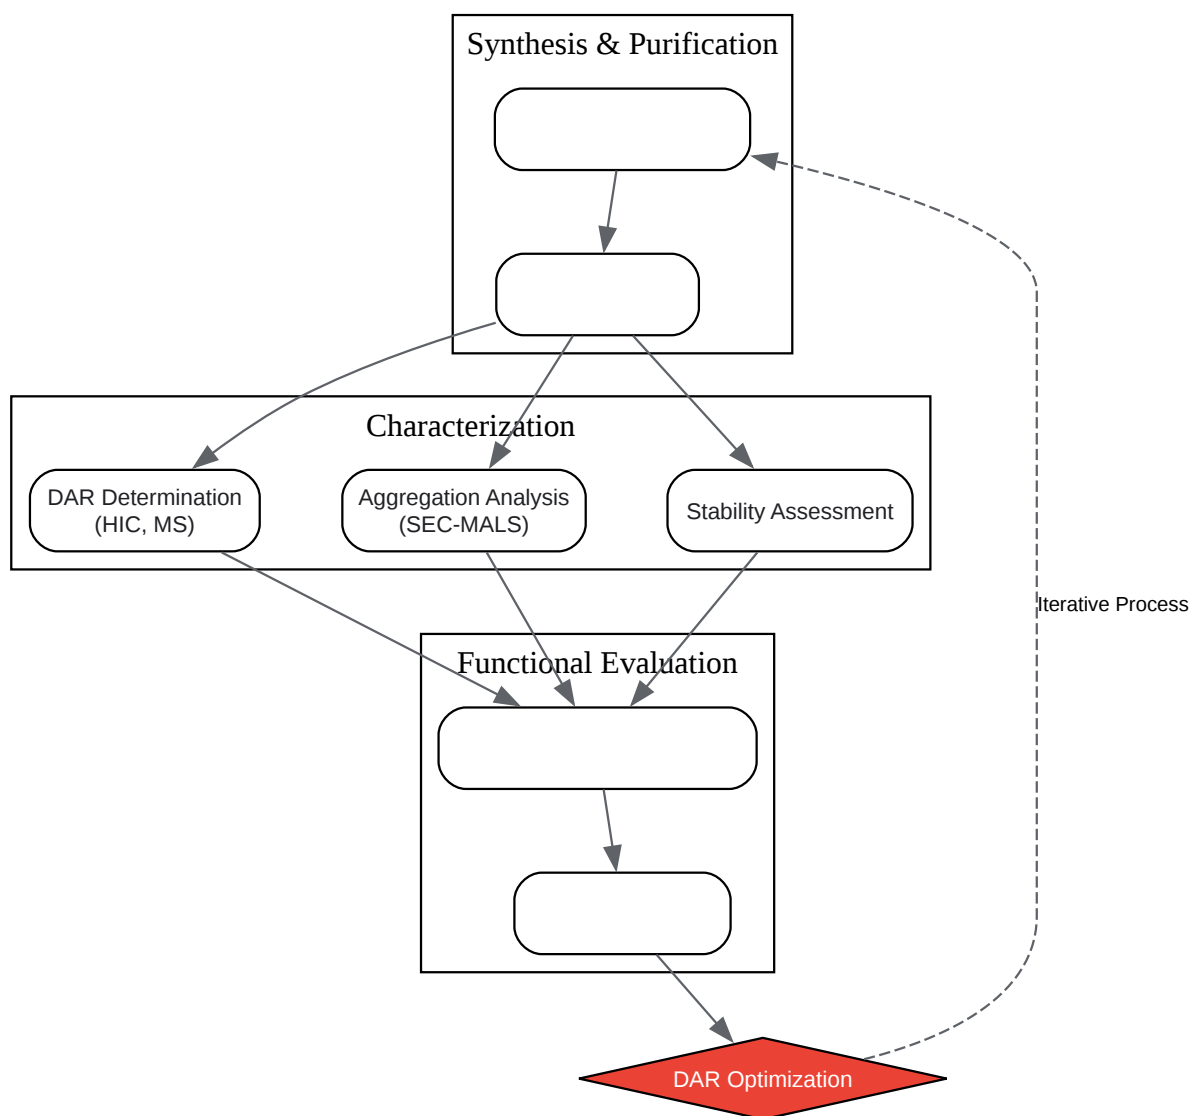 Synthesis & Purification
Characterization
DAR Determination
(HIC, MS)
Aggregation Analysis
(SEC-MALS)
Stability Assessment
Iterative Process
Functional Evaluation
DAR Optimization